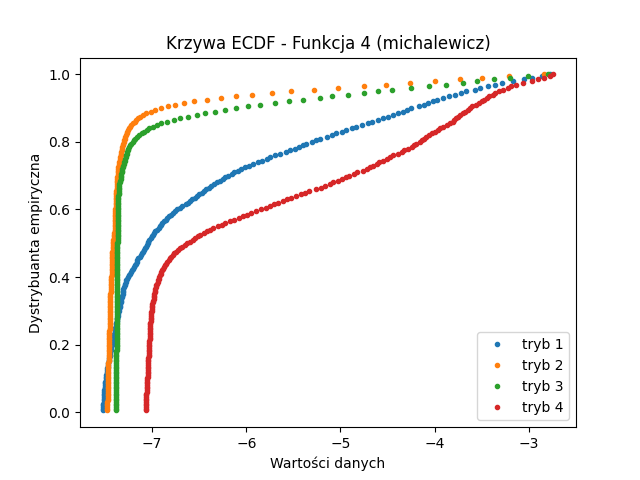 Krzywa ECDF - Funkcja 4 (michalewicz)
Dystrybuanta empiryczna
1.0
0.8
0.6
0.4
0.2
0.0
−7
−6
−5
−4
−3
Wartości danych
tryb 1
tryb 2
tryb 3
tryb 4